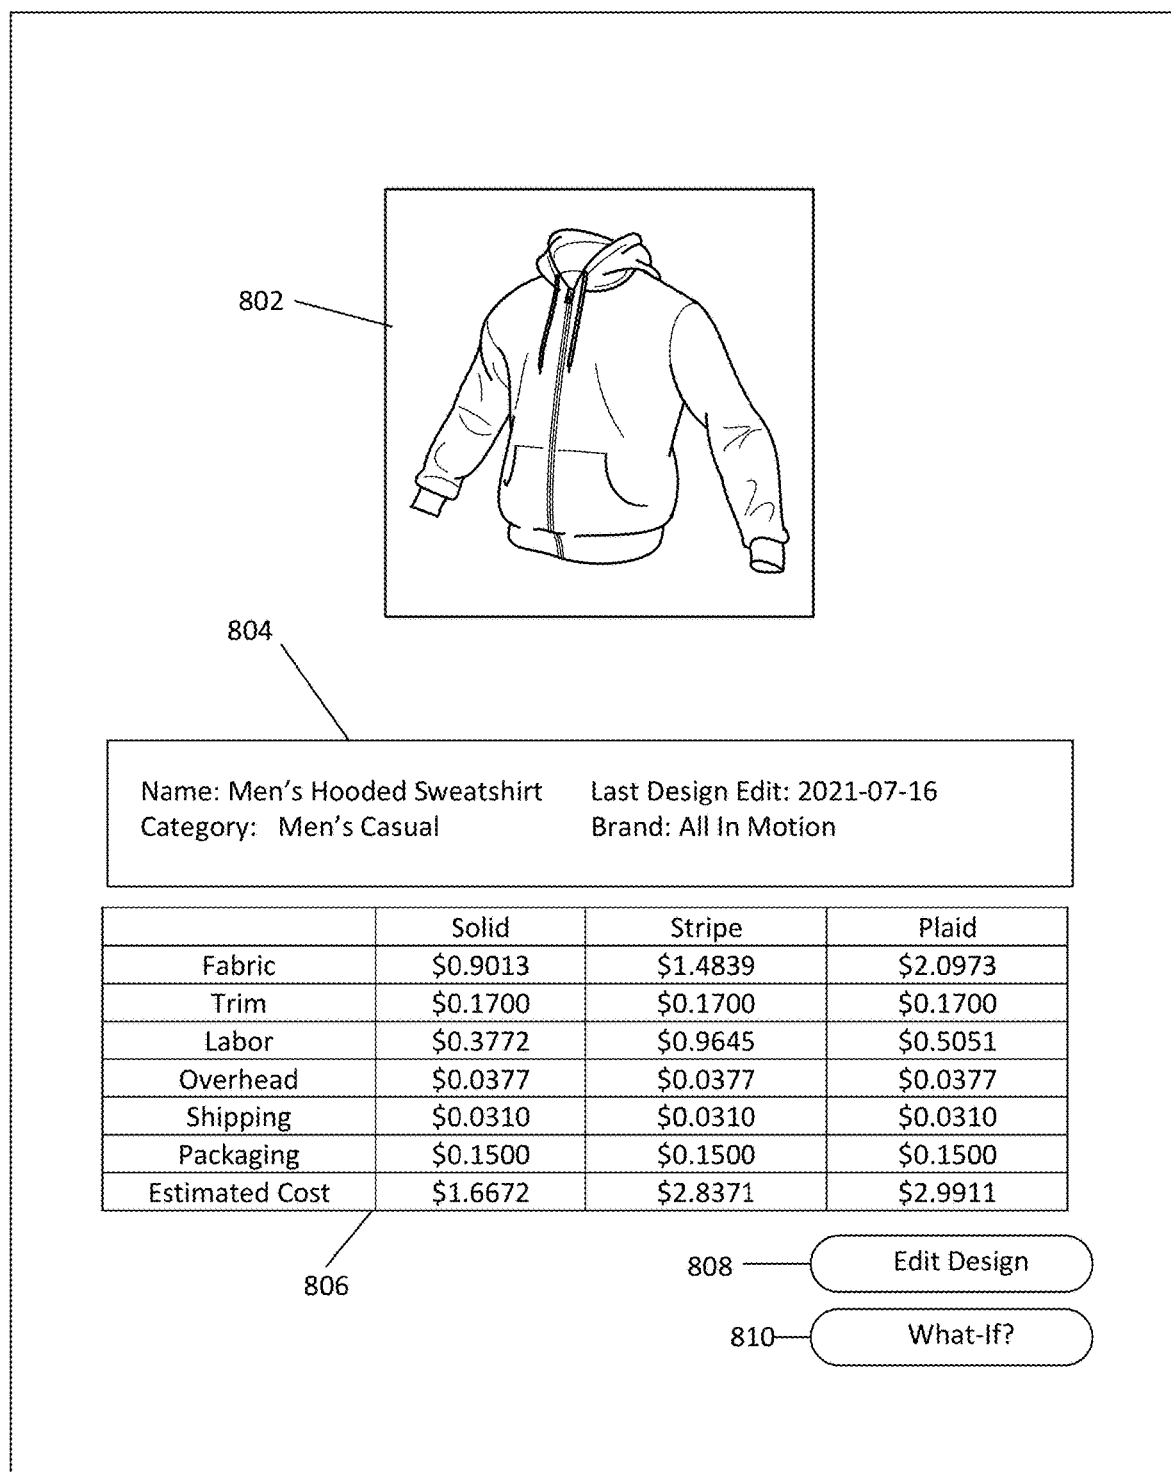 802
804
Name: Men's Hooded Sweatshirt Last Design Edit: 2021-07-16
Category: Men's Casual Brand: All In Motion
Solid Stripe Plaid
Fabric $0.9013 $1.4839 $2.0973
Trim $0.1700 $0.1700 $0.1700
Labor $0.3772 $0.9645 $0.5051
Overhead $0.0377 $0.0377 $0.0377
Shipping $0.0310 $0.0310 $0.0310
Packaging $0.1500 $0.1500 $0.1500
Estimated Cost $1.6672 $2.8371 $2.9911
806
808 Edit Design
810 What-If?